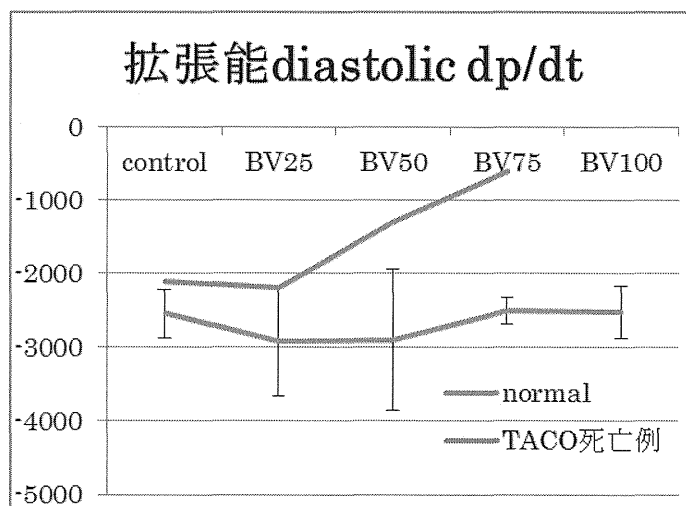 拡張能diastolic dp/dt
0
control BV25 BV50 BV75 BV100
-1000
-2000
-3000
normal
-4000
TACO死亡例
-5000